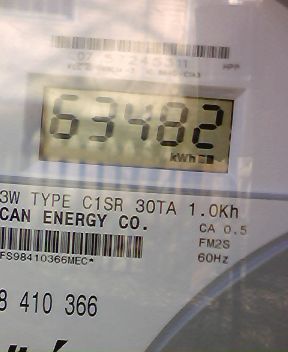 HPP
63482
kWh
3W TYPE C1SR 30TA 1.0Kh
CAN ENERGY CO.
CA 0.5
FM2S
60Hz
FS98410366MEC*
8 410 366